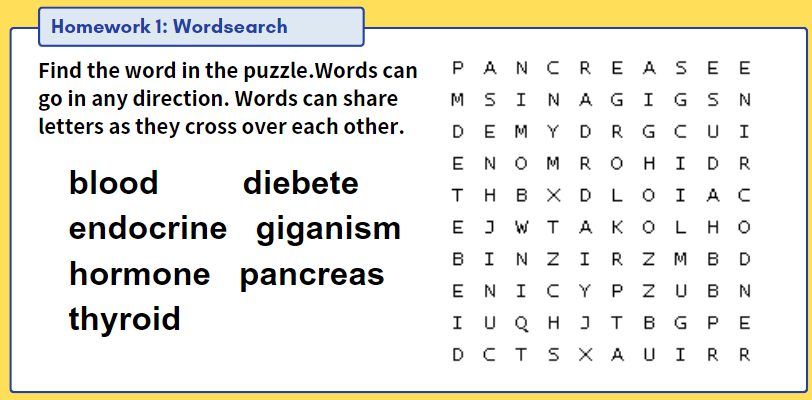 Homework 1: Wordsearch
Find the word in the puzzle.Words can
go in any direction. Words can share
letters as they cross over each other.
blood diebete
endocrine giganism
hormone pancreas
thyroid
P A N C R E A S E E
M S I N A G I G S N
D E M Y D R G C U I
E N O M R O H I D R
T H B X D L O I A C
E J W T A K O L H O
B I N Z I R Z M B D
E N I C Y P Z U B N
I U Q H J T B G P E
D C T S X A U I R R